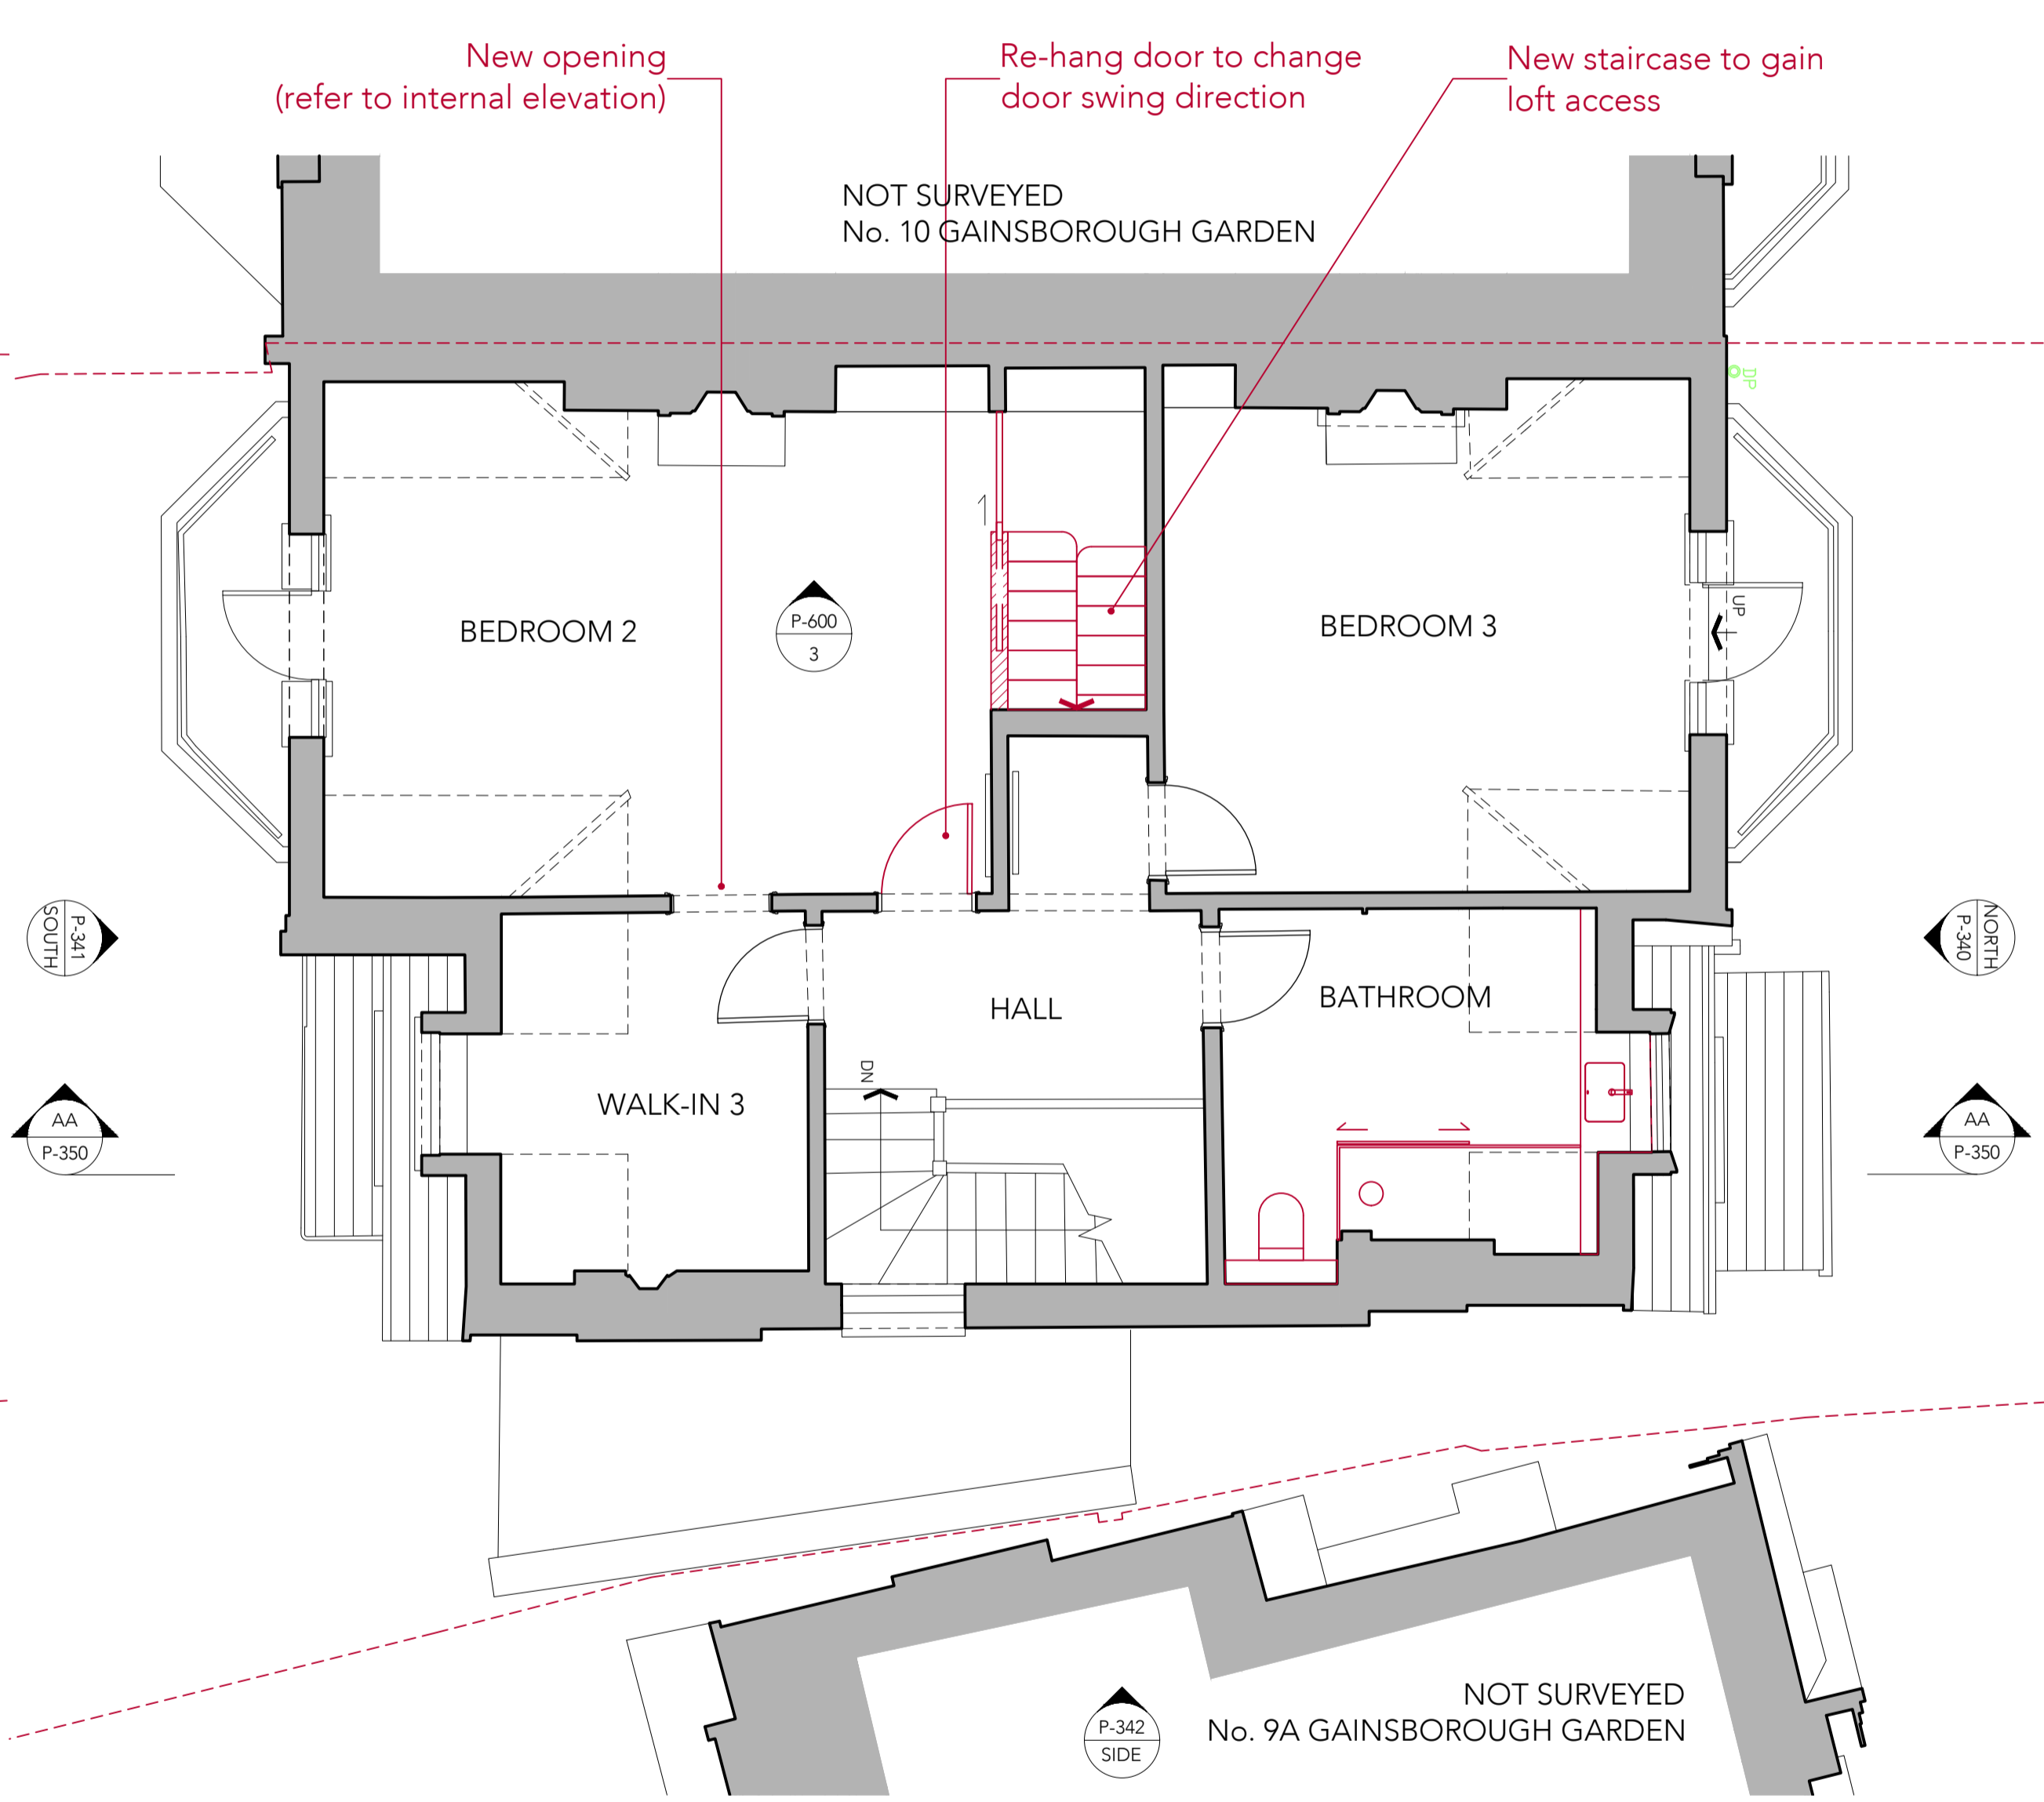 New opening
(refer to internal elevation)
Re-hang door to change
door swing direction
New staircase to gain
loft access
NOT SURVEYED
No. 10 GAINSBOROUGH GARDEN
DP
BEDROOM 2
P-600
3
BEDROOM 3
UP
P-341
SOUTH
NORTH
P-340
HALL
BATHROOM
DN
WALK-IN 3
AA
P-350
AA
P-350
NOT SURVEYED
No. 9A GAINSBOROUGH GARDEN
P-342
SIDE